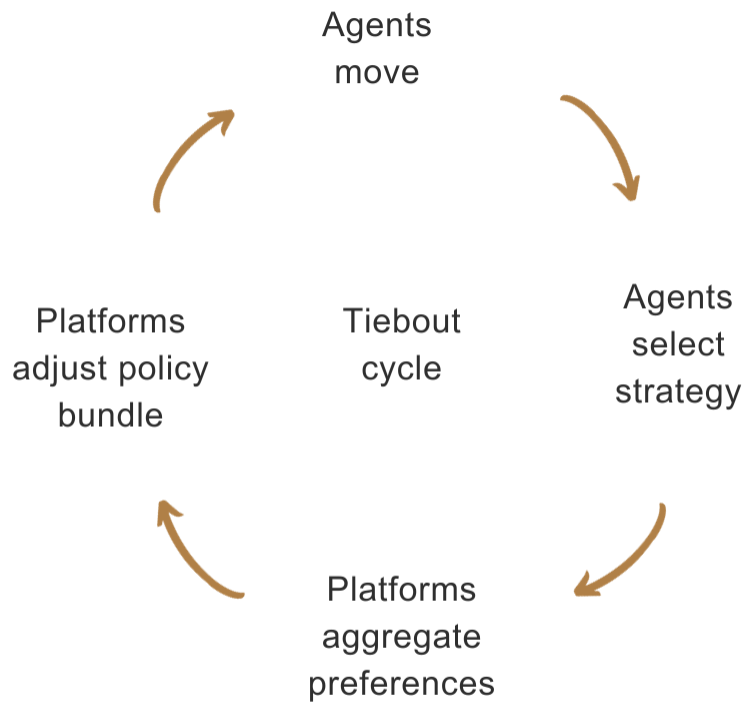 Agents
move
Agents
select
strategy
Platforms
aggregate
preferences
Platforms
adjust policy
bundle
Tiebout
cycle